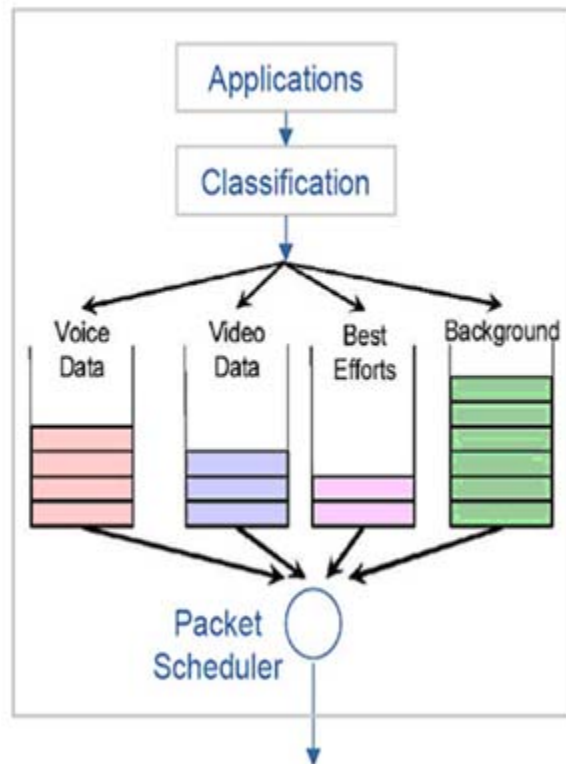 Applications
Classification
Voice
Data
Video
Data
Best
Efforts
Background
Packet
Scheduler